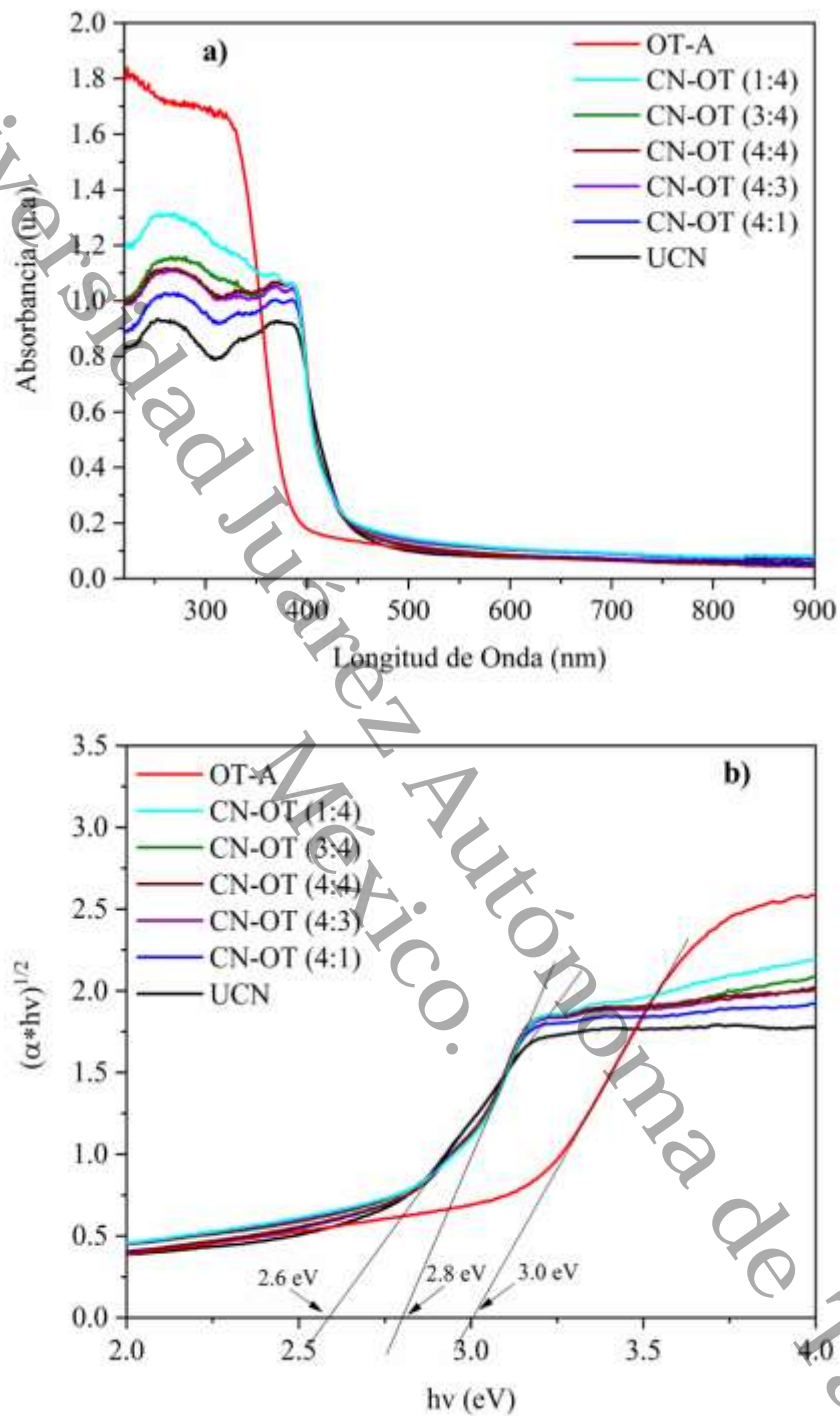 a)
OT-A
CN-OT (1:4)
CN-OT (3:4)
CN-OT (4:4)
CN-OT (4:3)
CN-OT (4:1)
UCN
2.0
1.8
1.6
1.4
1.2
1.0
0.8
0.6
0.4
0.2
0.0
Absorbancia/(u.a)
300 400 500 600 700 800 900
Longitud de Onda (nm)
b)
OT-A
CN-OT (1:4)
CN-OT (3:4)
CN-OT (4:4)
CN-OT (4:3)
CN-OT (4:1)
UCN
3.5
3.0
2.5
2.0
1.5
1.0
0.5
0.0
(α*hν)1/2
2.6 eV
2.8 eV
3.0 eV
2.0 2.5 3.0 3.5 4.0
hν (eV)
versidad Juárez Autónoma de
México.